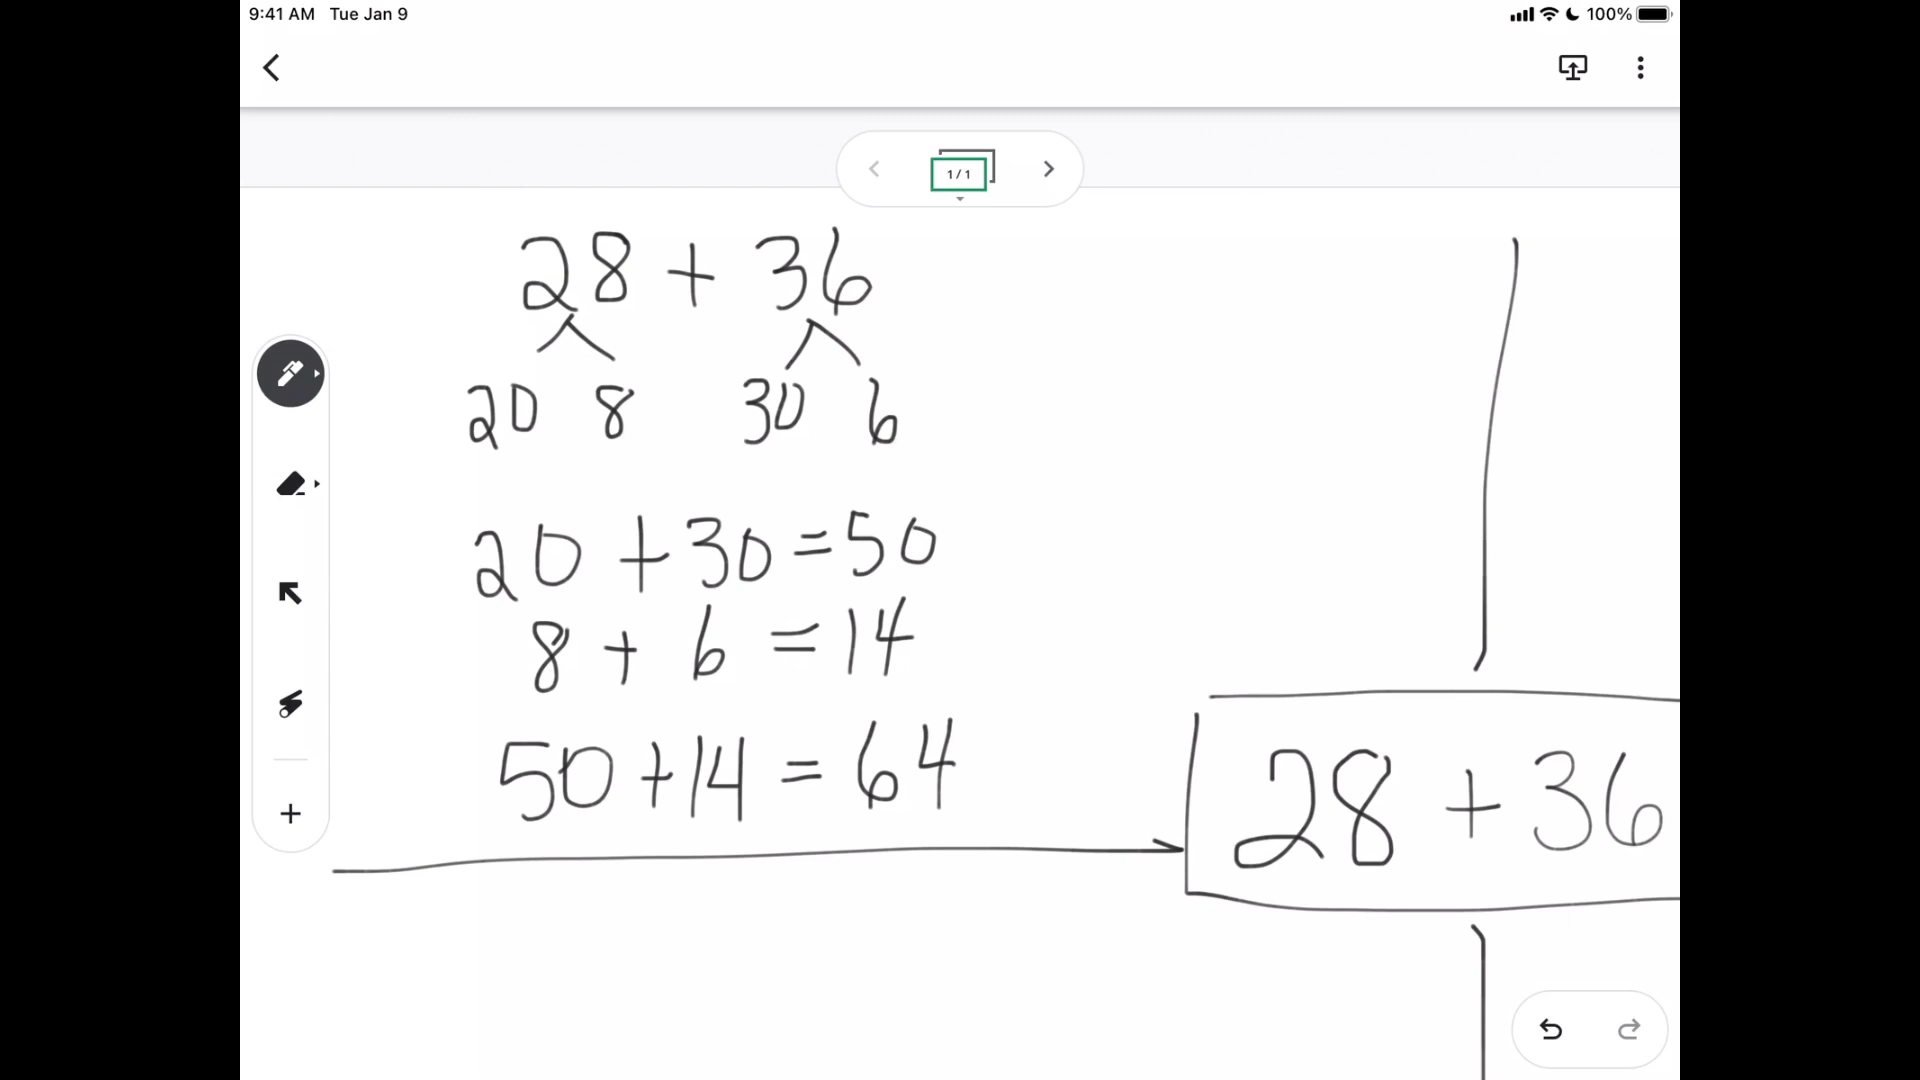 9:41 AM Tue Jan 9 100%
1/1
28 + 36
20 8 30 6
20 + 30 = 50
8 + 6 = 14
50 + 14 = 64
28 + 36